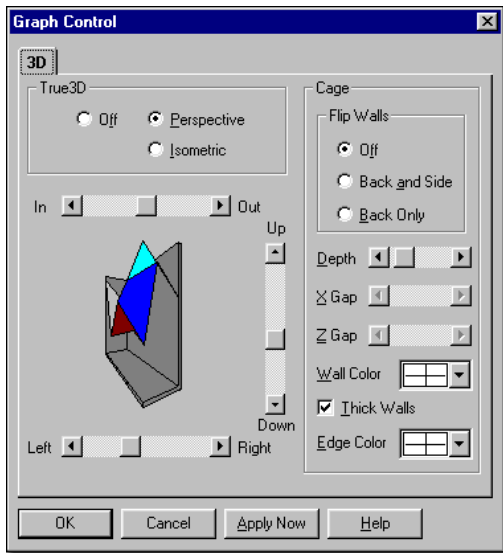 Graph Control
3D
True3D
Off
Perspective
Isometric
In
Out
Up
Down
Left
Right
Cage
Flip Walls
Off
Back and Side
Back Only
Depth
X Gap
Z Gap
Wall Color
Thick Walls
Edge Color
OK
Cancel
Apply Now
Help